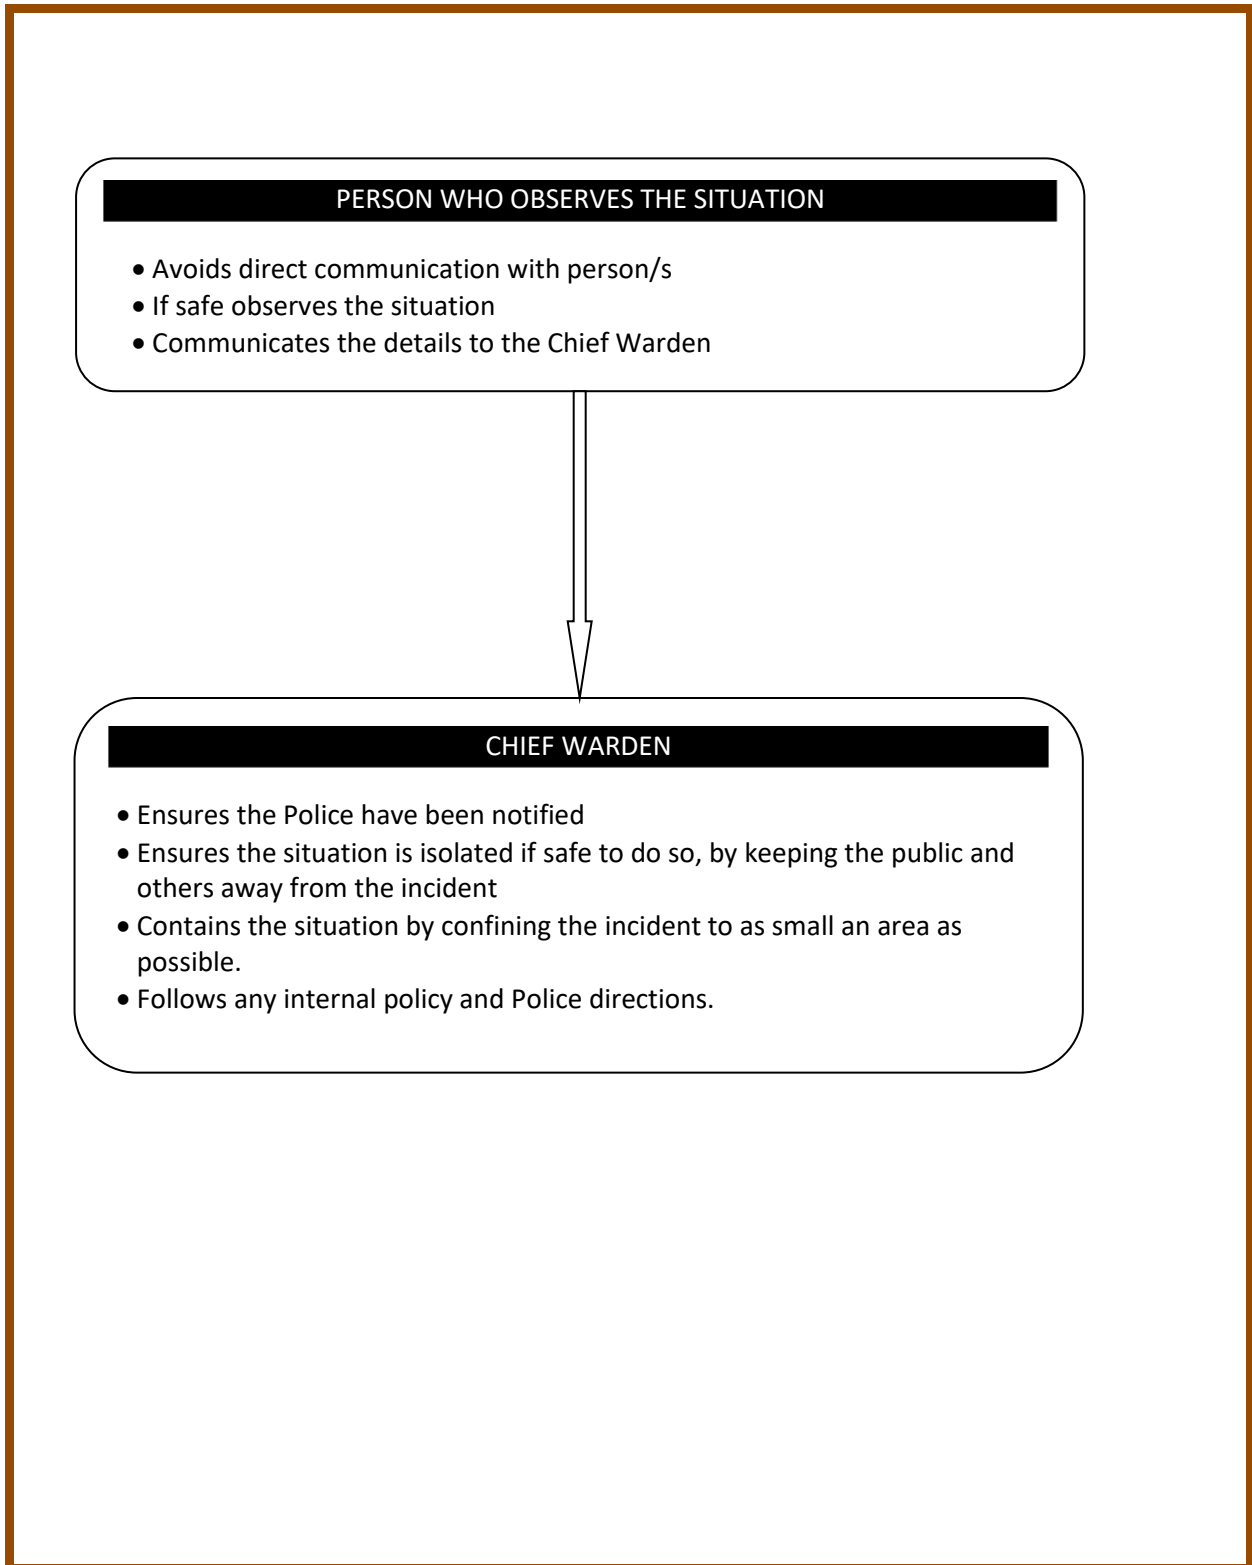 PERSON WHO OBSERVES THE SITUATION
• Avoids direct communication with person/s
• If safe observes the situation
• Communicates the details to the Chief Warden
CHIEF WARDEN
• Ensures the Police have been notified
• Ensures the situation is isolated if safe to do so, by keeping the public and
others away from the incident
• Contains the situation by confining the incident to as small an area as
possible.
• Follows any internal policy and Police directions.